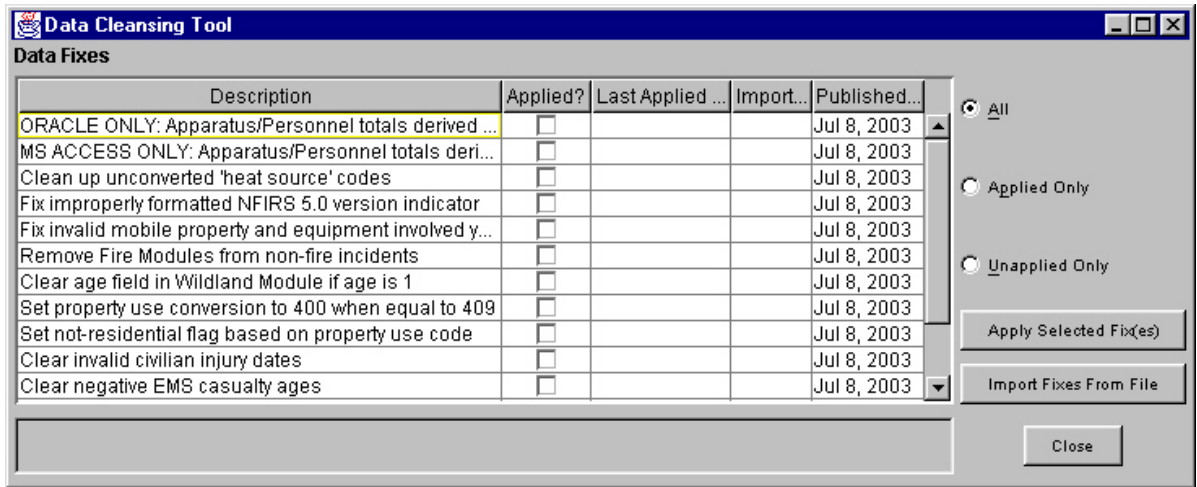 Data Cleansing Tool
Data Fixes
Description Applied? Last Applied ... Import... Published...
ORACLE ONLY: Apparatus/Personnel totals derived ... Jul 8, 2003
MS ACCESS ONLY: Apparatus/Personnel totals deri... Jul 8, 2003
Clean up unconverted 'heat source' codes Jul 8, 2003
Fix improperly formatted NFIRS 5.0 version indicator Jul 8, 2003
Fix invalid mobile property and equipment involved y... Jul 8, 2003
Remove Fire Modules from non-fire incidents Jul 8, 2003
Clear age field in Wildland Module if age is 1 Jul 8, 2003
Set property use conversion to 400 when equal to 409 Jul 8, 2003
Set not-residential flag based on property use code Jul 8, 2003
Clear invalid civilian injury dates Jul 8, 2003
Clear negative EMS casualty ages Jul 8, 2003
All
Applied Only
Unapplied Only
Apply Selected Fix(es)
Import Fixes From File
Close